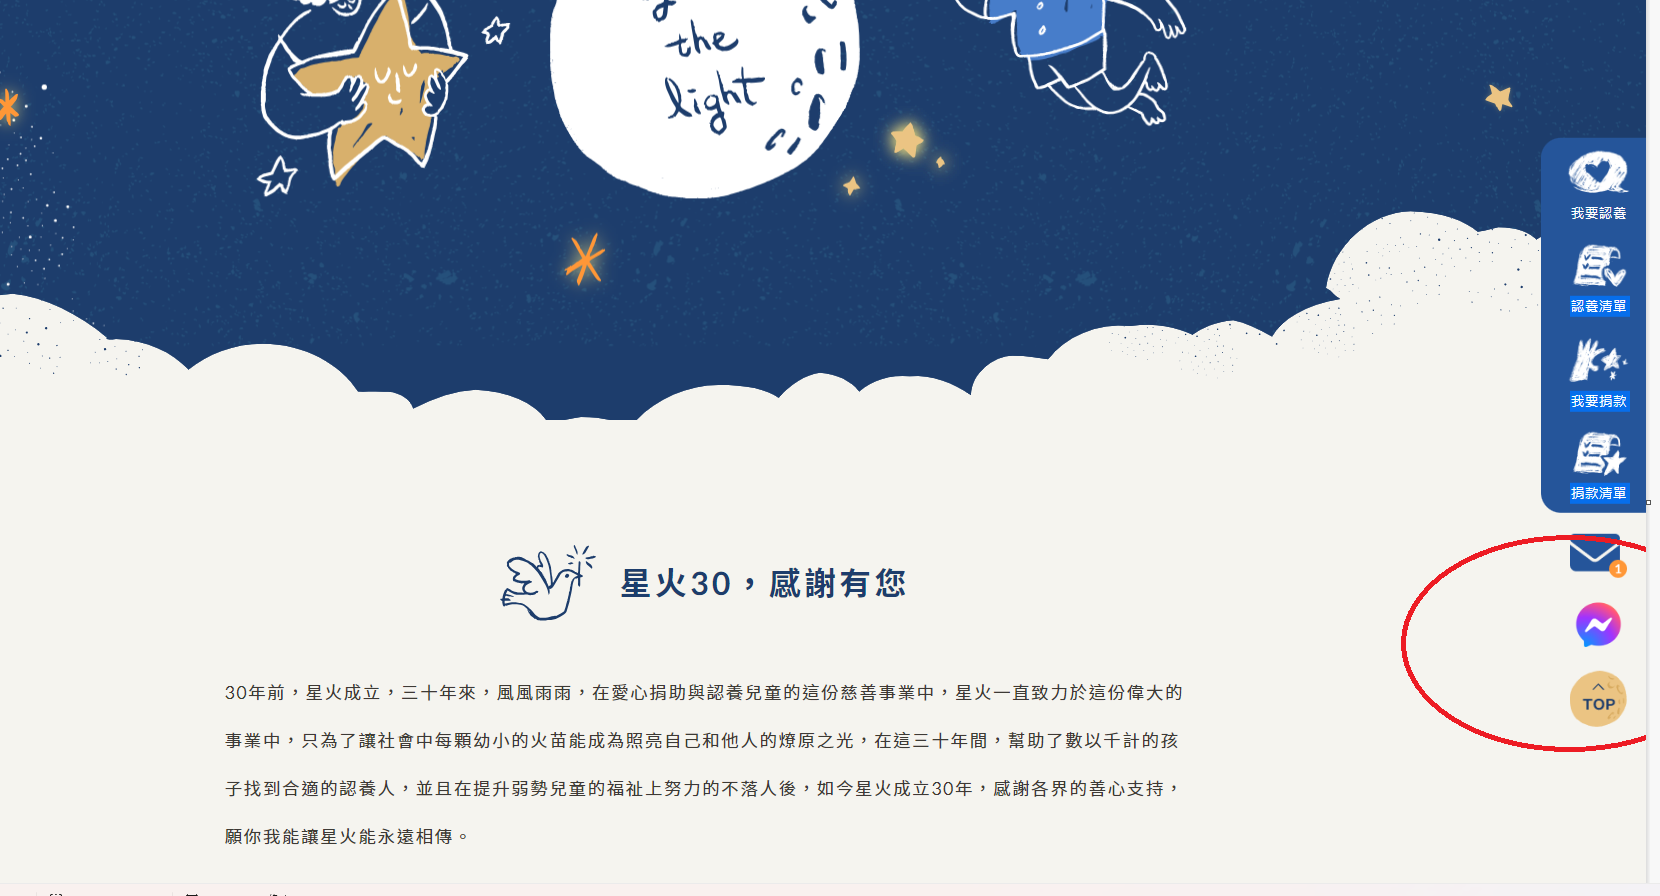 the
light
我要認養
認養清單
我要捐款
捐款清單
1
TOP
星火30，感謝有您
30年前，星火成立，三十年來，風風雨雨，在愛心捐助與認養兒童的這份慈善事業中，星火一直致力於這份偉大的
事業中，只為了讓社會中每顆幼小的火苗能成為照亮自己和他人的燎原之光，在這三十年間，幫助了數以千計的孩
子找到合適的認養人，並且在提升弱勢兒童的福祉上努力的不落人後，如今星火成立30年，感謝各界的善心支持，
願你我能讓星火能永遠相傳。